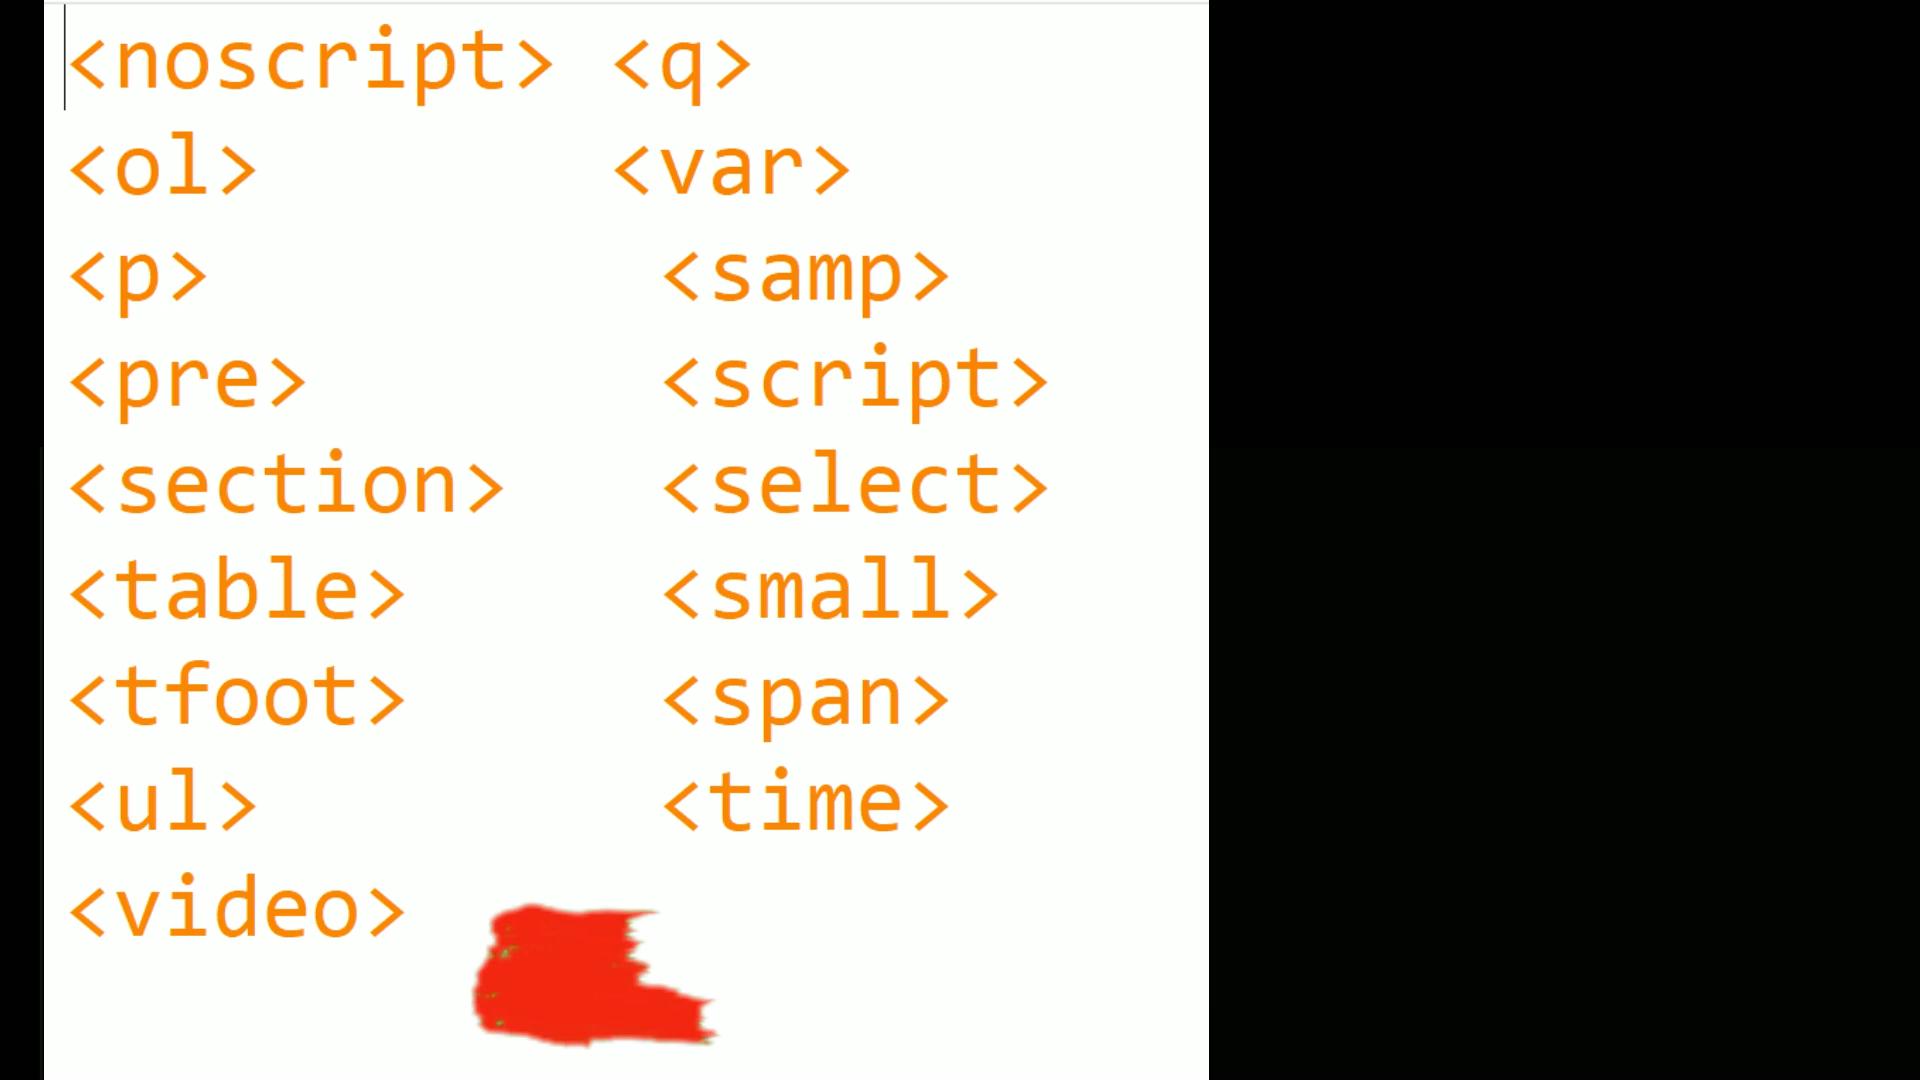 <noscript> <q>
<ol> <var>
<p> <samp>
<pre> <script>
<section> <select>
<table> <small>
<tfoot> <span>
<ul> <time>
<video>